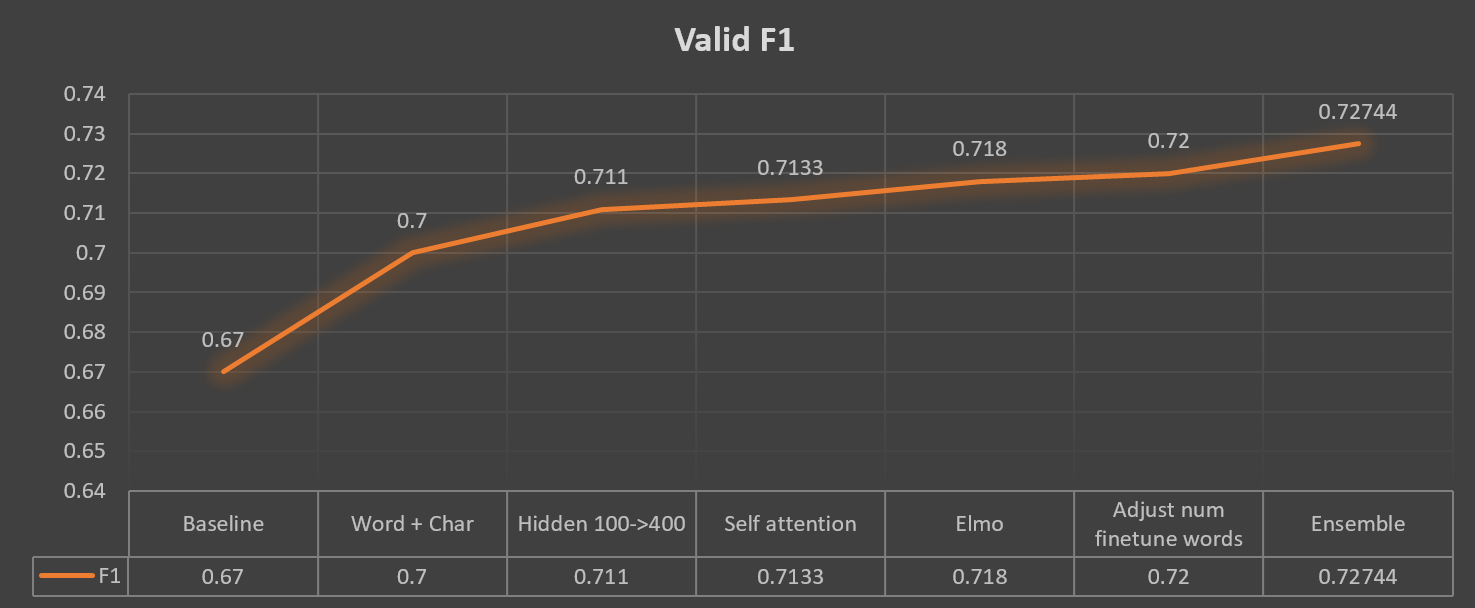 Valid F1
0.74
0.73
0.72
0.71
0.7
0.69
0.68
0.67
0.66
0.65
0.64
0.67
0.7
0.711
0.7133
0.718
0.72
0.72744
Baseline
Word + Char
Hidden 100->400
Self attention
Elmo
Adjust num
finetune words
Ensemble
F1 0.67 0.7 0.711 0.7133 0.718 0.72 0.72744